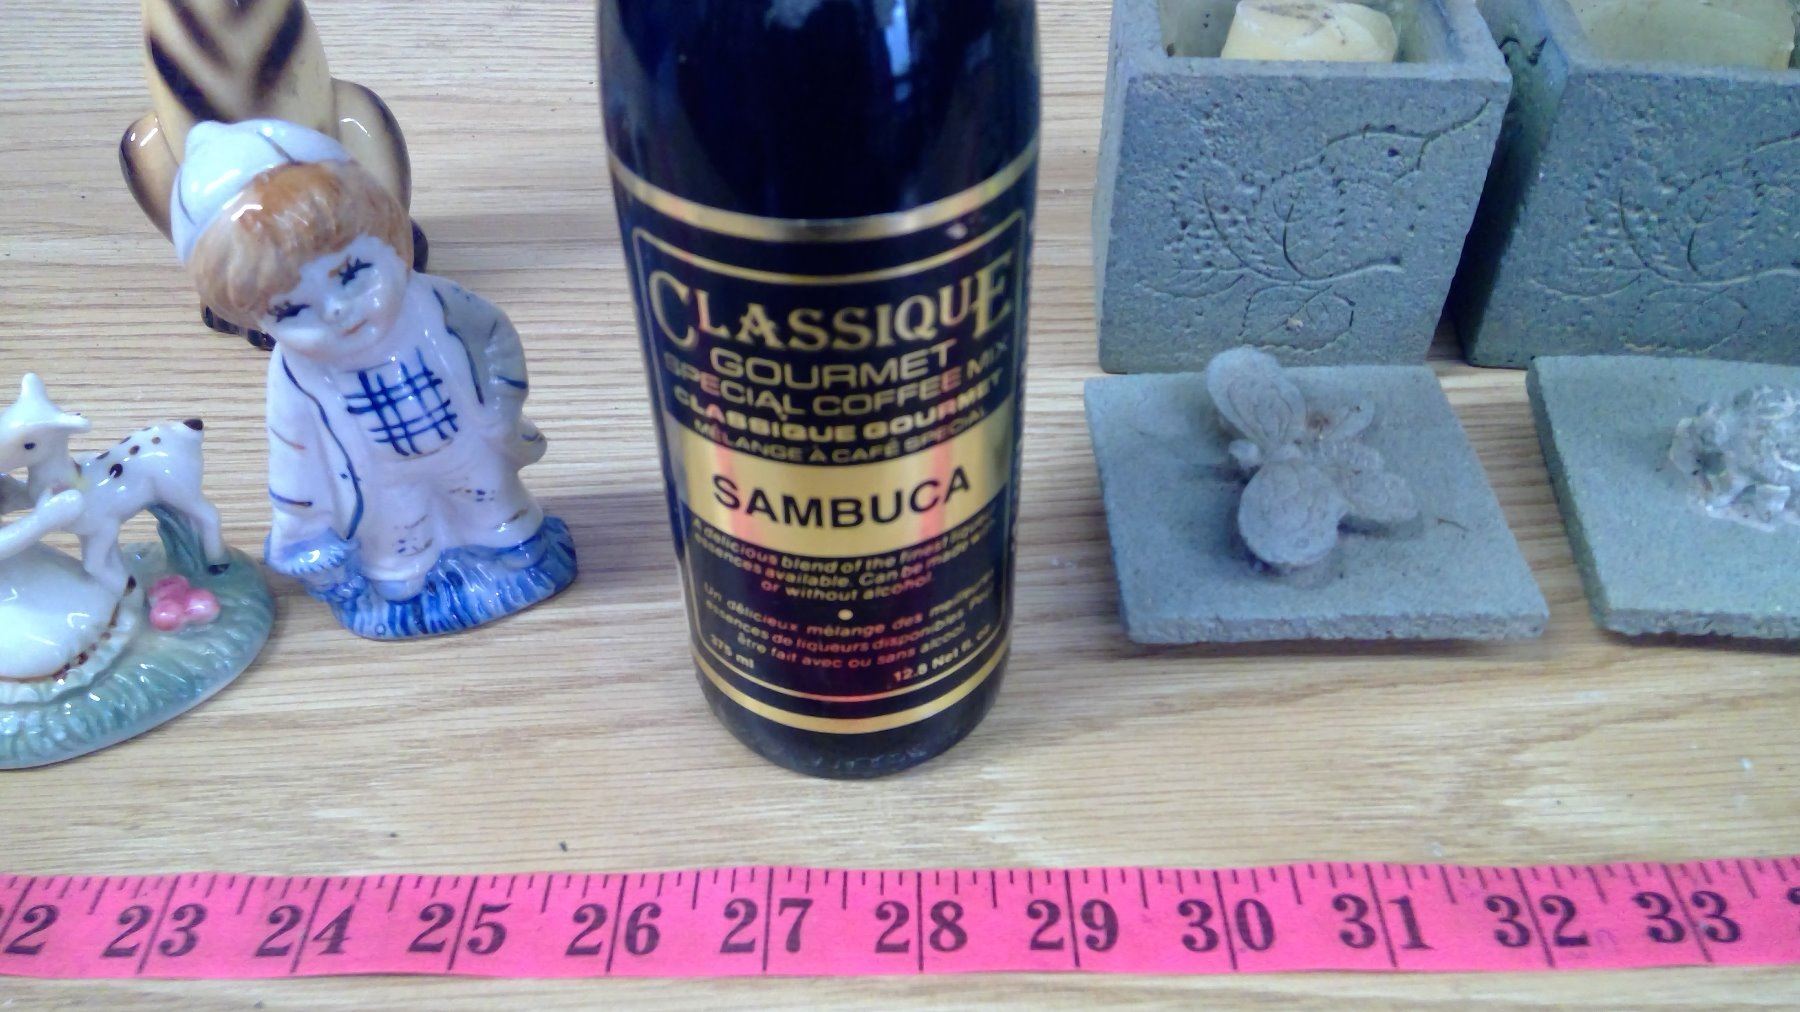 CLASSIQUE
GOURMET
SPECIAL COFFEE MIX
CLASSIQUE GOURMET
MÉLANGE À CAFÉ SPÉCIAL
SAMBUCA
A delicious blend of the finest liqueur
essences available. Can be made with
or without alcohol.
Un délicieux mélange des meilleures
essences de liqueurs disponibles. Peut
être fait avec ou sans alcool.
375 ml
12.8 Net fl. oz
22 23 24 25 26 27 28 29 30 31 32 33